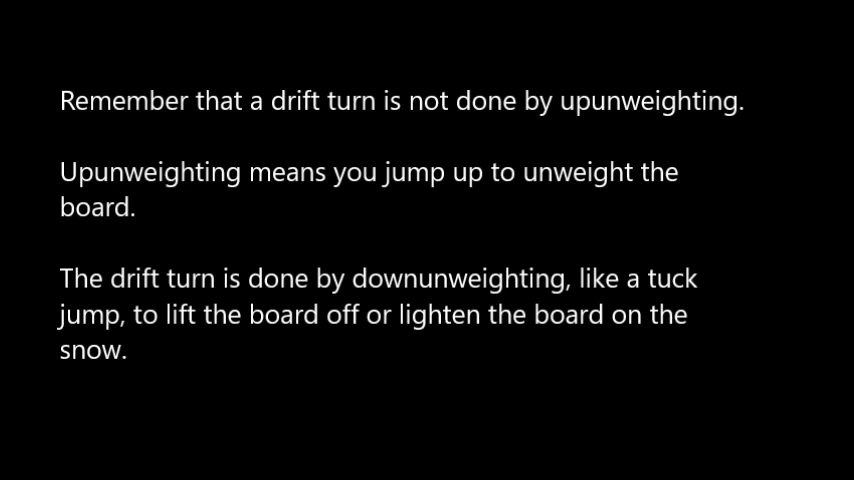 Remember that a drift turn is not done by upunweighting.
Upunweighting means you jump up to unweight the
board.
The drift turn is done by downunweighting, like a tuck
jump, to lift the board off or lighten the board on the
snow.